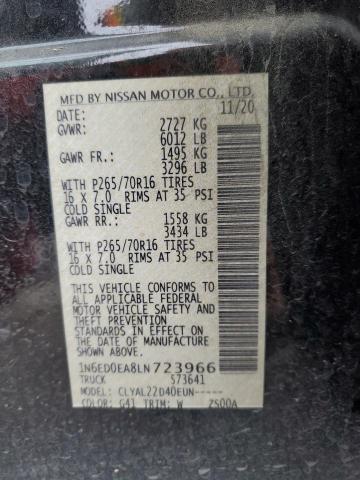 MFD BY NISSAN MOTOR CO., LTD.
DATE: 11/20
GVWR: 2727 KG
6012 LB
GAWR FR.: 1495 KG
3296 LB
WITH P265/70R16 TIRES
16 X 7.0 RIMS AT 35 PSI
COLD SINGLE
GAWR RR.: 1558 KG
3434 LB
WITH P265/70R16 TIRES
16 X 7.0 RIMS AT 35 PSI
COLD SINGLE
THIS VEHICLE CONFORMS TO
ALL APPLICABLE FEDERAL
MOTOR VEHICLE SAFETY AND
THEFT PREVENTION
STANDARDS IN EFFECT ON THE
DATE OF MANUFACTURE
SHOWN ABOVE.
1N6ED0EA8LN723966
TRUCK 573641
MODEL: CLYAL22D40EUN-----
COLOR: G41 TRIM: W ZS00A